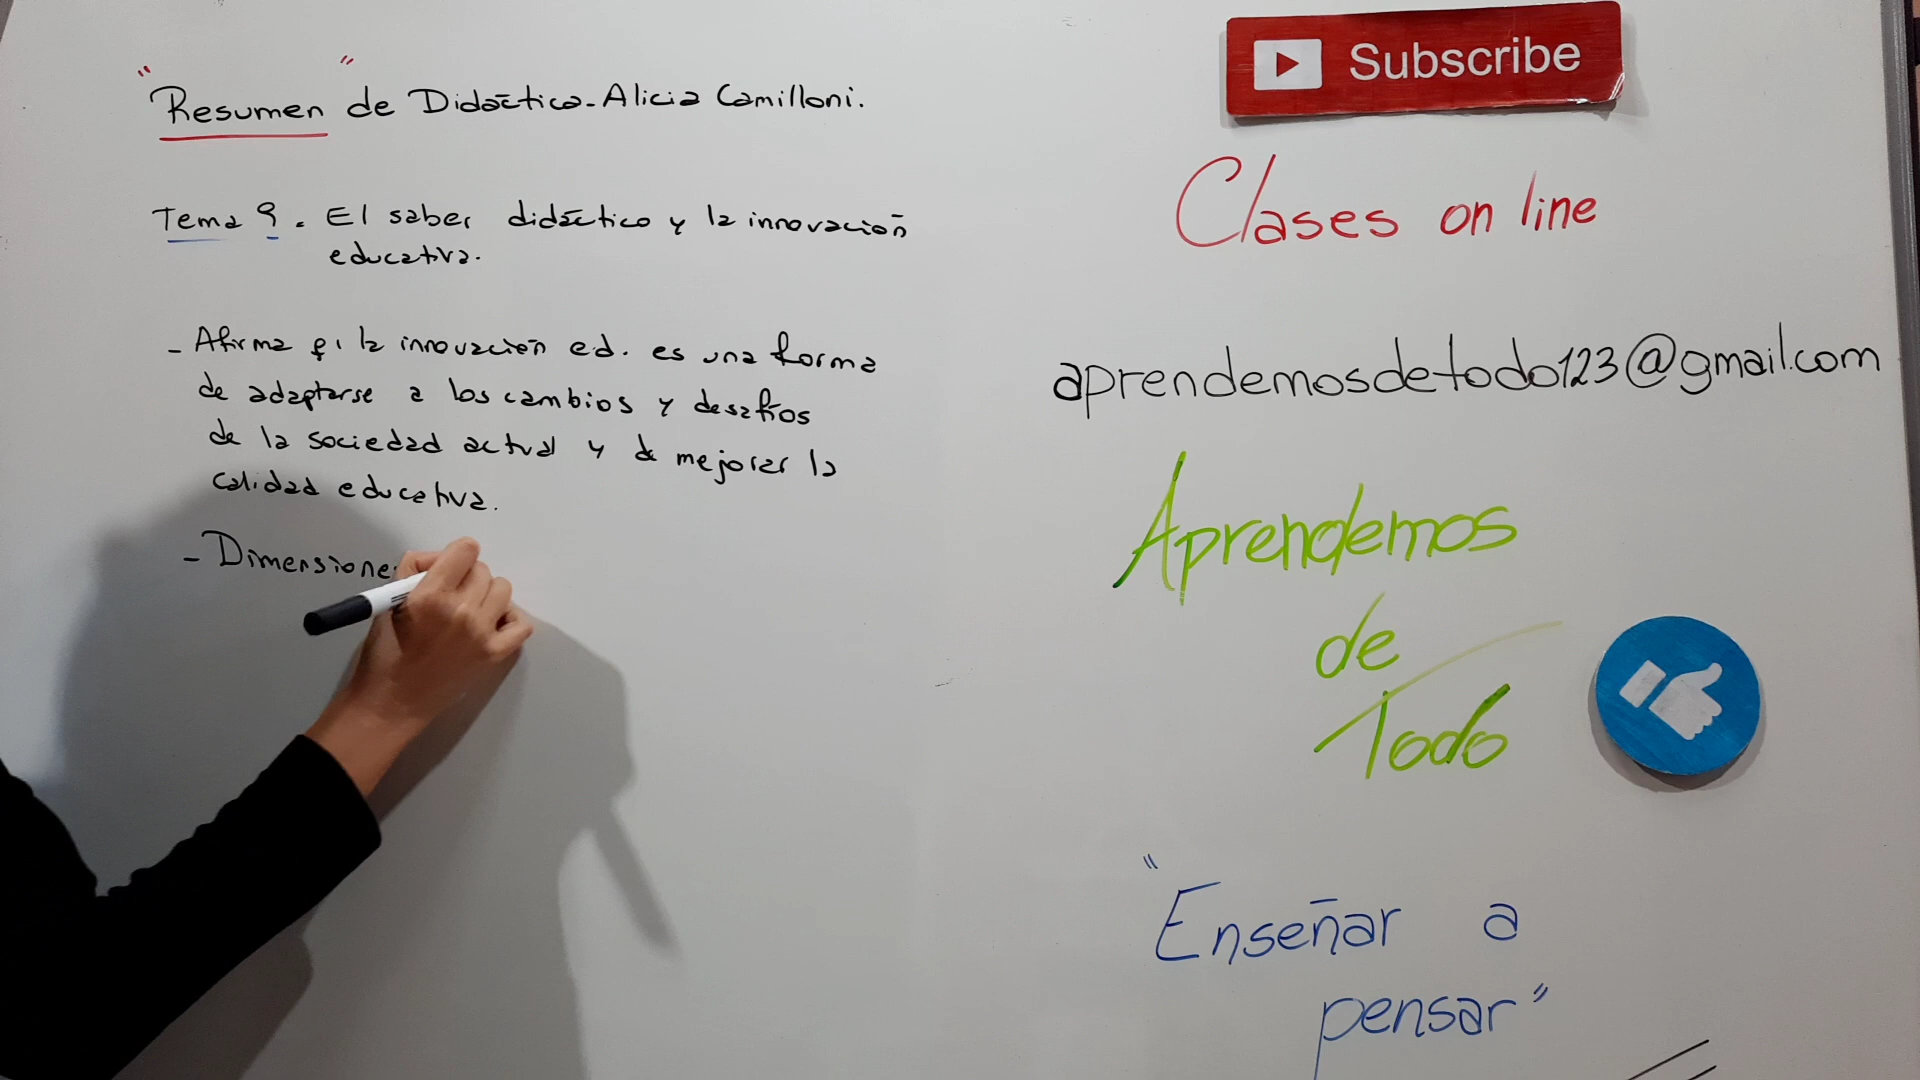 "Resumen" de Didáctica - Alicia Camilloni.
Tema 9. El saber didáctico y la innovación
educativa.
- Afirma q' la innovación ed. es una forma
de adaptarse a los cambios y desafíos
de la sociedad actual y de mejorar la
calidad educativa.
- Dimensiones
Subscribe
Clases on line
aprendemosdetodo123@gmail.com
Aprendemos
de
Todo
"Enseñar a
pensar"